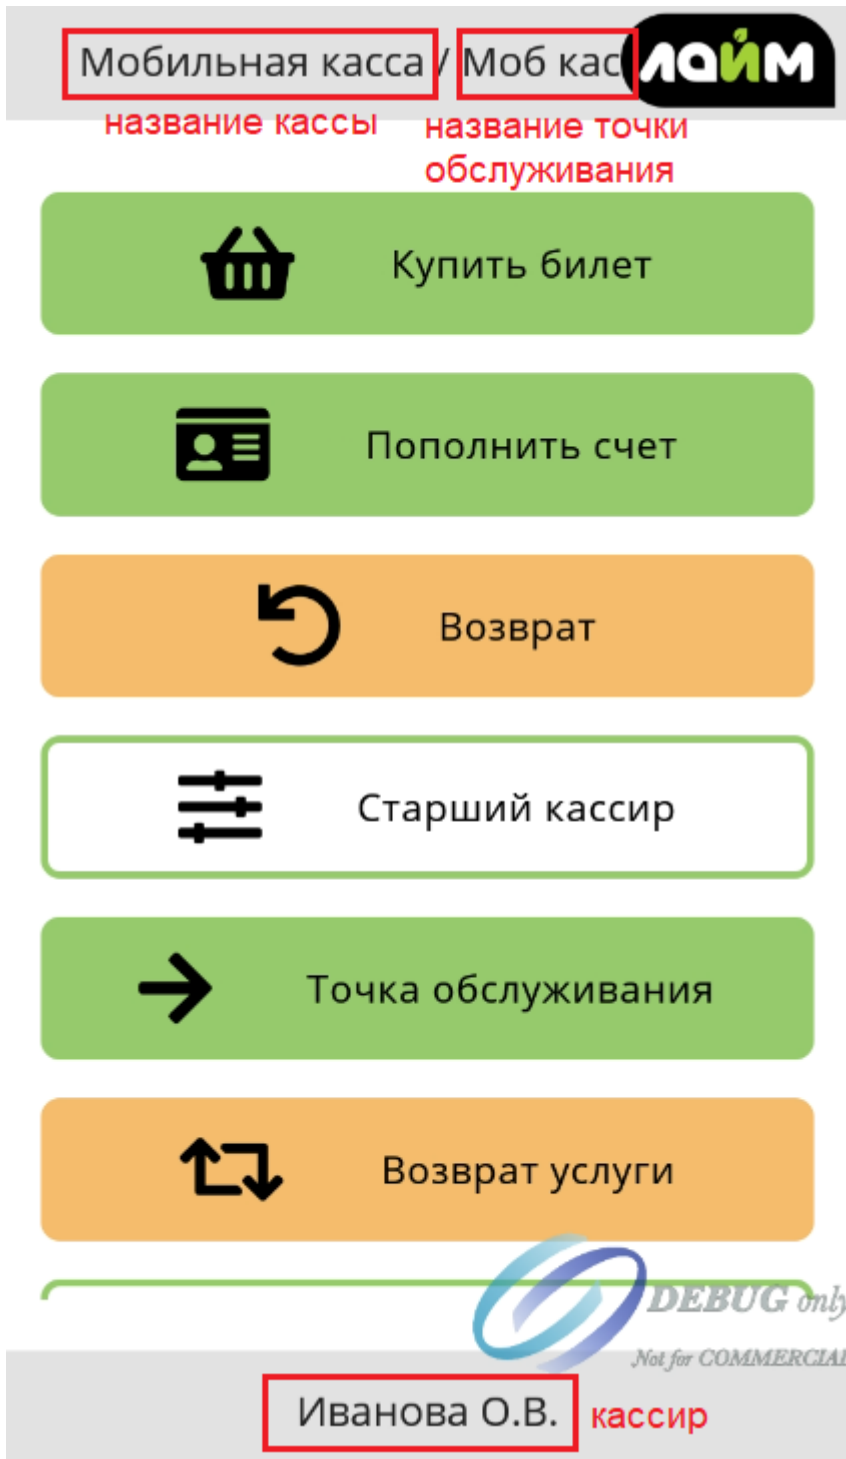 Мобильная касса / Моб кас лайм
название кассы
название точки
обслуживания
Купить билет
Пополнить счет
Возврат
Старший кассир
Точка обслуживания
Возврат услуги
DEBUG only
Not for COMMERCIAL
Иванова О.В. кассир